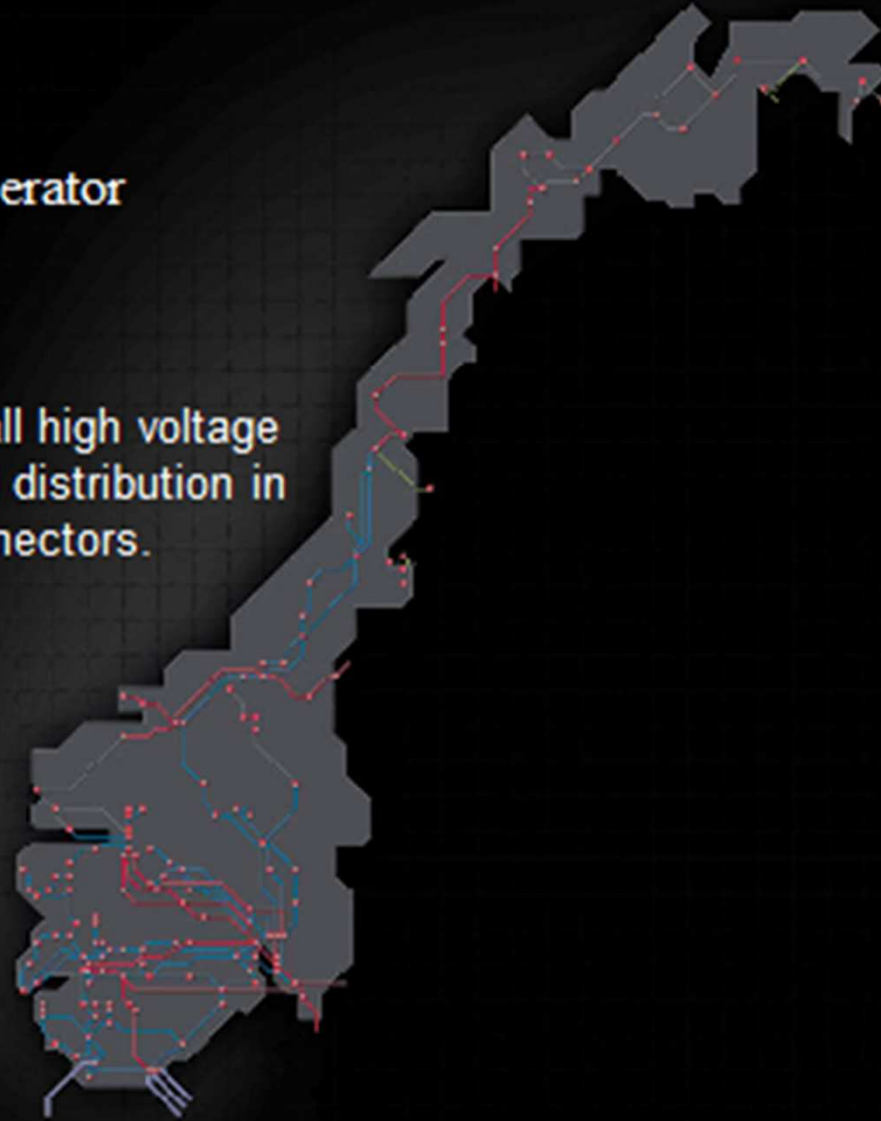 erator
ll high voltage
distribution in
nectors.